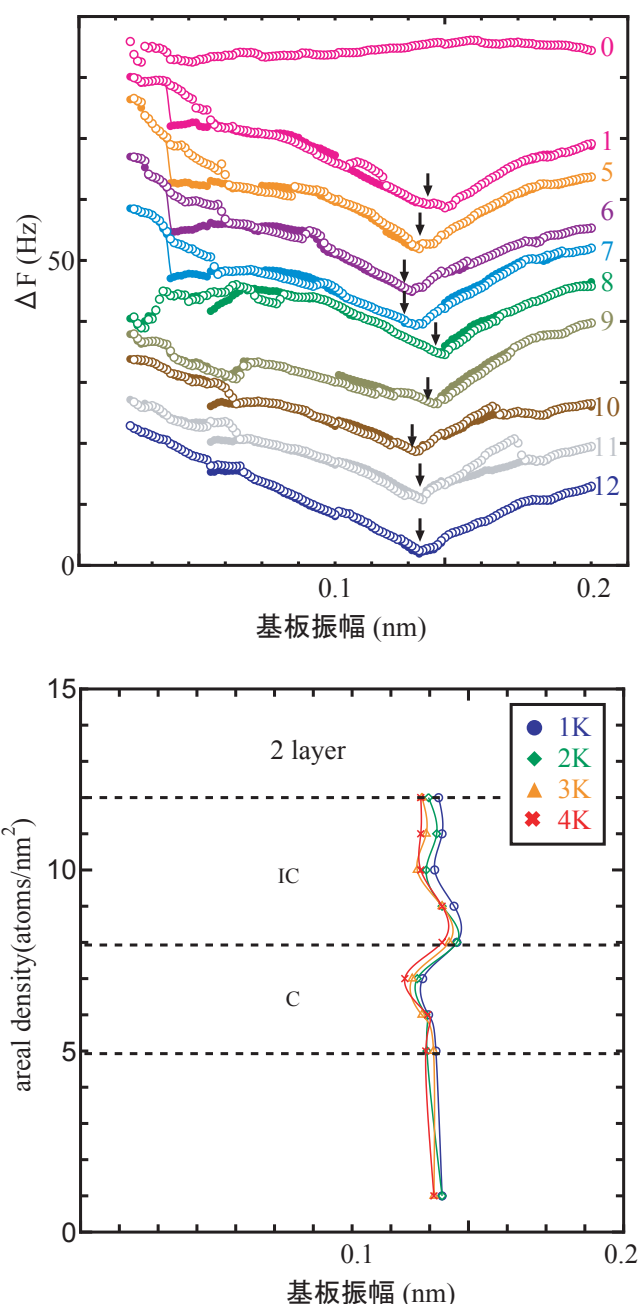 0
1
5
6
7
8
9
10
11
12
50
0
ΔF (Hz)
0.1
0.2
基板振幅 (nm)
15
10
5
0
areal density(atoms/nm²)
2 layer
IC
C
1K
2K
3K
4K
0.1
0.2
基板振幅 (nm)